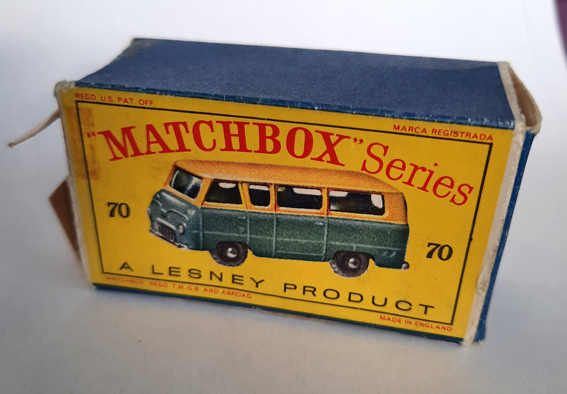 REGD. U.S. PAT. OFF.
MARCA REGISTRADA
"MATCHBOX" Series
70
70
A LESNEY PRODUCT
"MATCHBOX" REGD. T.M. G.B. AND ABROAD
MADE IN ENGLAND